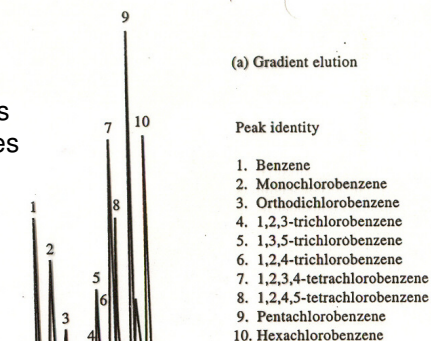 9
(a) Gradient elution
s
es
7
10
Peak identity
1. Benzene
2. Monochlorobenzene
1
8
3. Orthodichlorobenzene
4. 1,2,3-trichlorobenzene
2
5. 1,3,5-trichlorobenzene
5
6. 1,2,4-trichlorobenzene
6
7. 1,2,3,4-tetrachlorobenzene
3
8. 1,2,4,5-tetrachlorobenzene
4
9. Pentachlorobenzene
10. Hexachlorobenzene